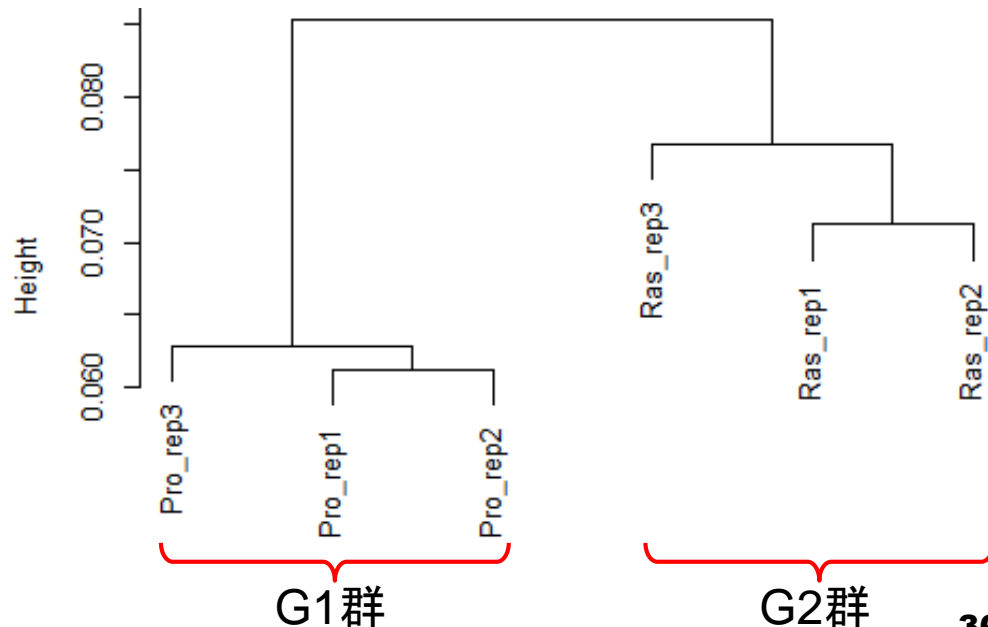 Height
0.080
0.070
0.060
Pro_rep3
Pro_rep1
Pro_rep2
Ras_rep3
Ras_rep1
Ras_rep2
G1群
G2群